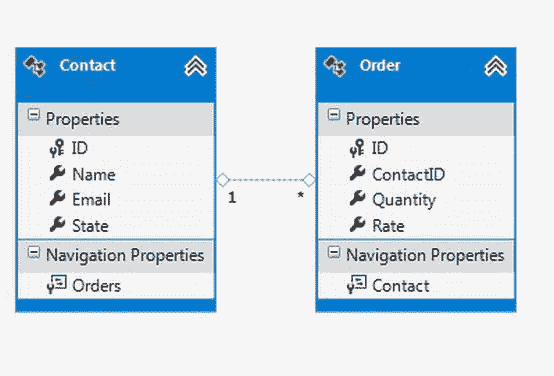 Contact
Properties
ID
Name
Email
State
Navigation Properties
Orders
1
*
Order
Properties
ID
ContactID
Quantity
Rate
Navigation Properties
Contact